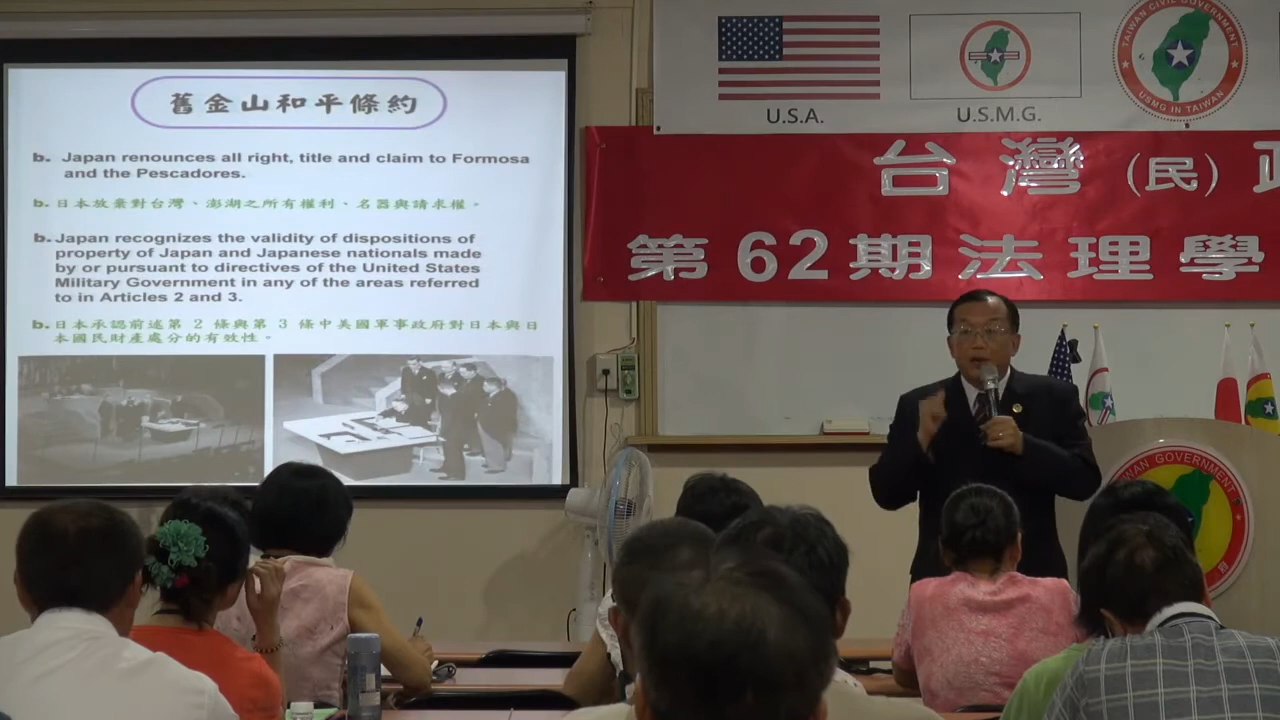 舊金山和平條約
b. Japan renounces all right, title and claim to Formosa
and the Pescadores.
b. 日本放棄對台灣、澎湖之所有權利、名器與請求權。
b. Japan recognizes the validity of dispositions of
property of Japan and Japanese nationals made
by or pursuant to directives of the United States
Military Government in any of the areas referred
to in Articles 2 and 3.
b. 日本承認前述第 2 條與第 3 條中美國軍事政府對日本與日
本國民財產處分的有效性。
U.S.A.
U.S.M.G.
TAIWAN CIVIL GOVERNMENT
USMG IN TAIWAN
台灣(民)政
第62期法理學
TAIWAN GOVERNMENT
府